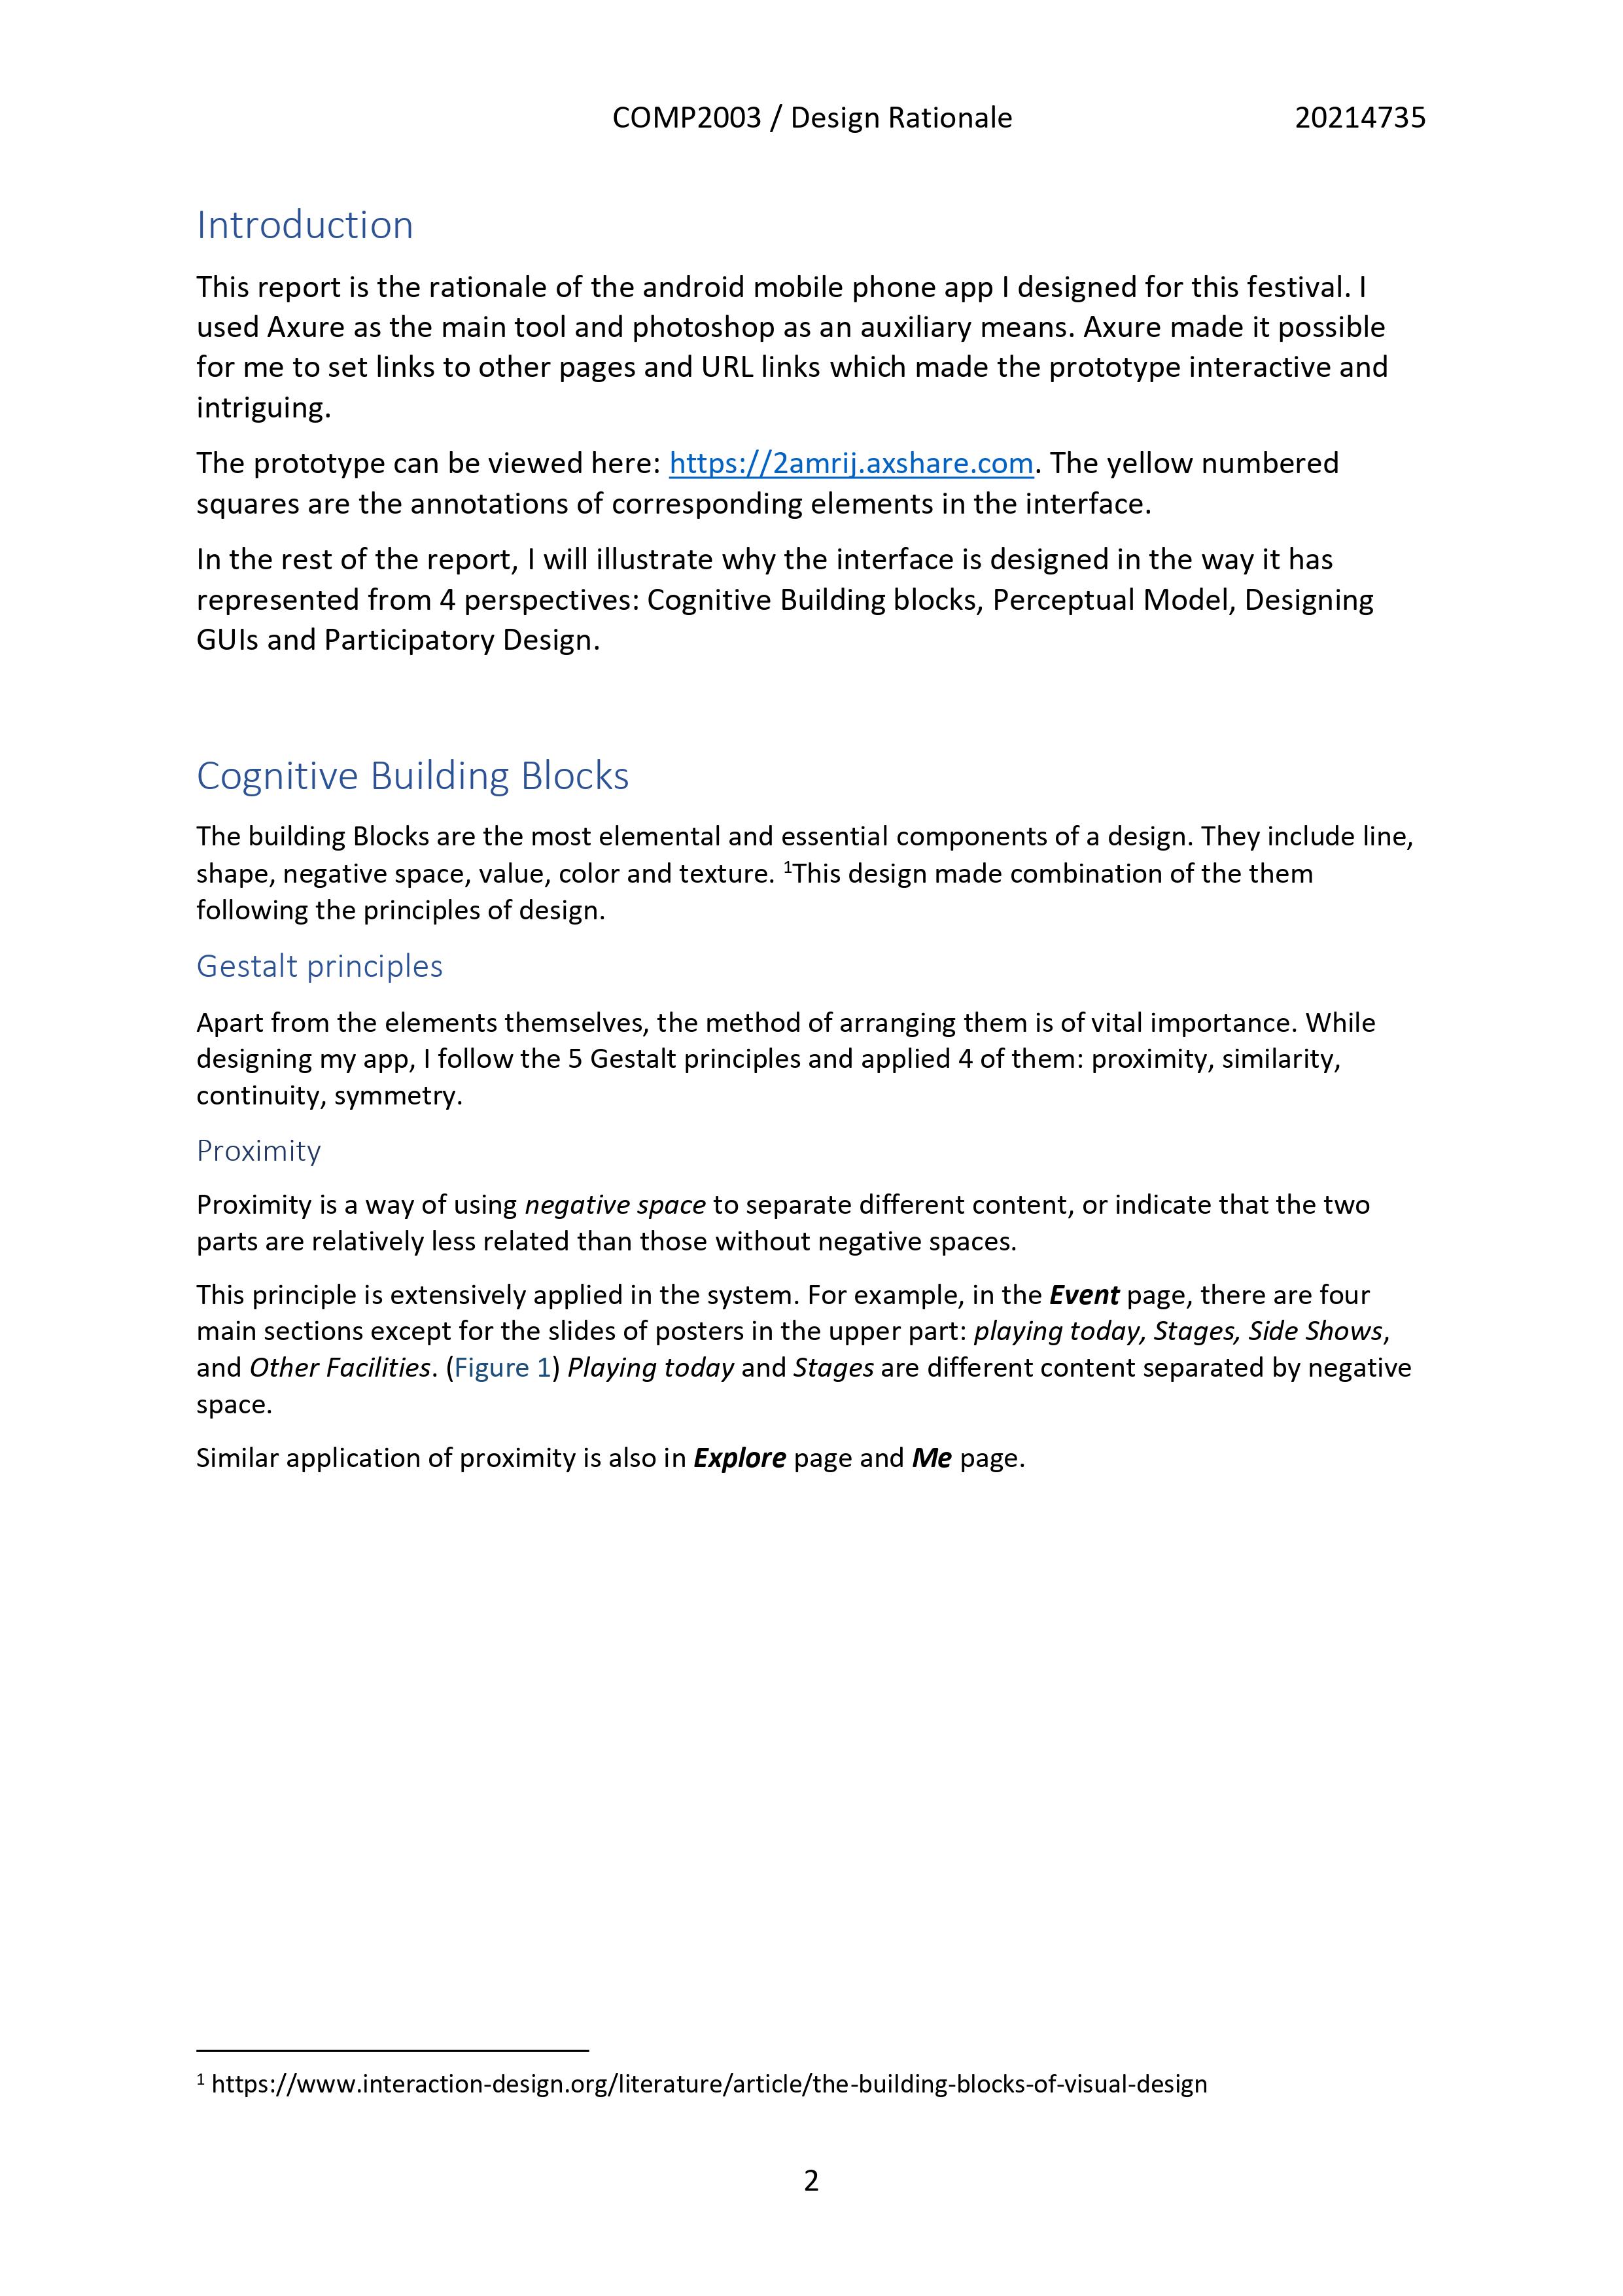 COMP2003 / Design Rationale 20214735
Introduction
This report is the rationale of the android mobile phone app I designed for this festival. I
used Axure as the main tool and photoshop as an auxiliary means. Axure made it possible
for me to set links to other pages and URL links which made the prototype interactive and
intriguing.
The prototype can be viewed here: https://2amrij.axshare.com. The yellow numbered
squares are the annotations of corresponding elements in the interface.
In the rest of the report, I will illustrate why the interface is designed in the way it has
represented from 4 perspectives: Cognitive Building blocks, Perceptual Model, Designing
GUIs and Participatory Design.
Cognitive Building Blocks
The building Blocks are the most elemental and essential components of a design. They include line,
shape, negative space, value, color and texture. ¹This design made combination of the them
following the principles of design.
Gestalt principles
Apart from the elements themselves, the method of arranging them is of vital importance. While
designing my app, I follow the 5 Gestalt principles and applied 4 of them: proximity, similarity,
continuity, symmetry.
Proximity
Proximity is a way of using negative space to separate different content, or indicate that the two
parts are relatively less related than those without negative spaces.
This principle is extensively applied in the system. For example, in the Event page, there are four
main sections except for the slides of posters in the upper part: playing today, Stages, Side Shows,
and Other Facilities. (Figure 1) Playing today and Stages are different content separated by negative
space.
Similar application of proximity is also in Explore page and Me page.
¹ https://www.interaction-design.org/literature/article/the-building-blocks-of-visual-design
2